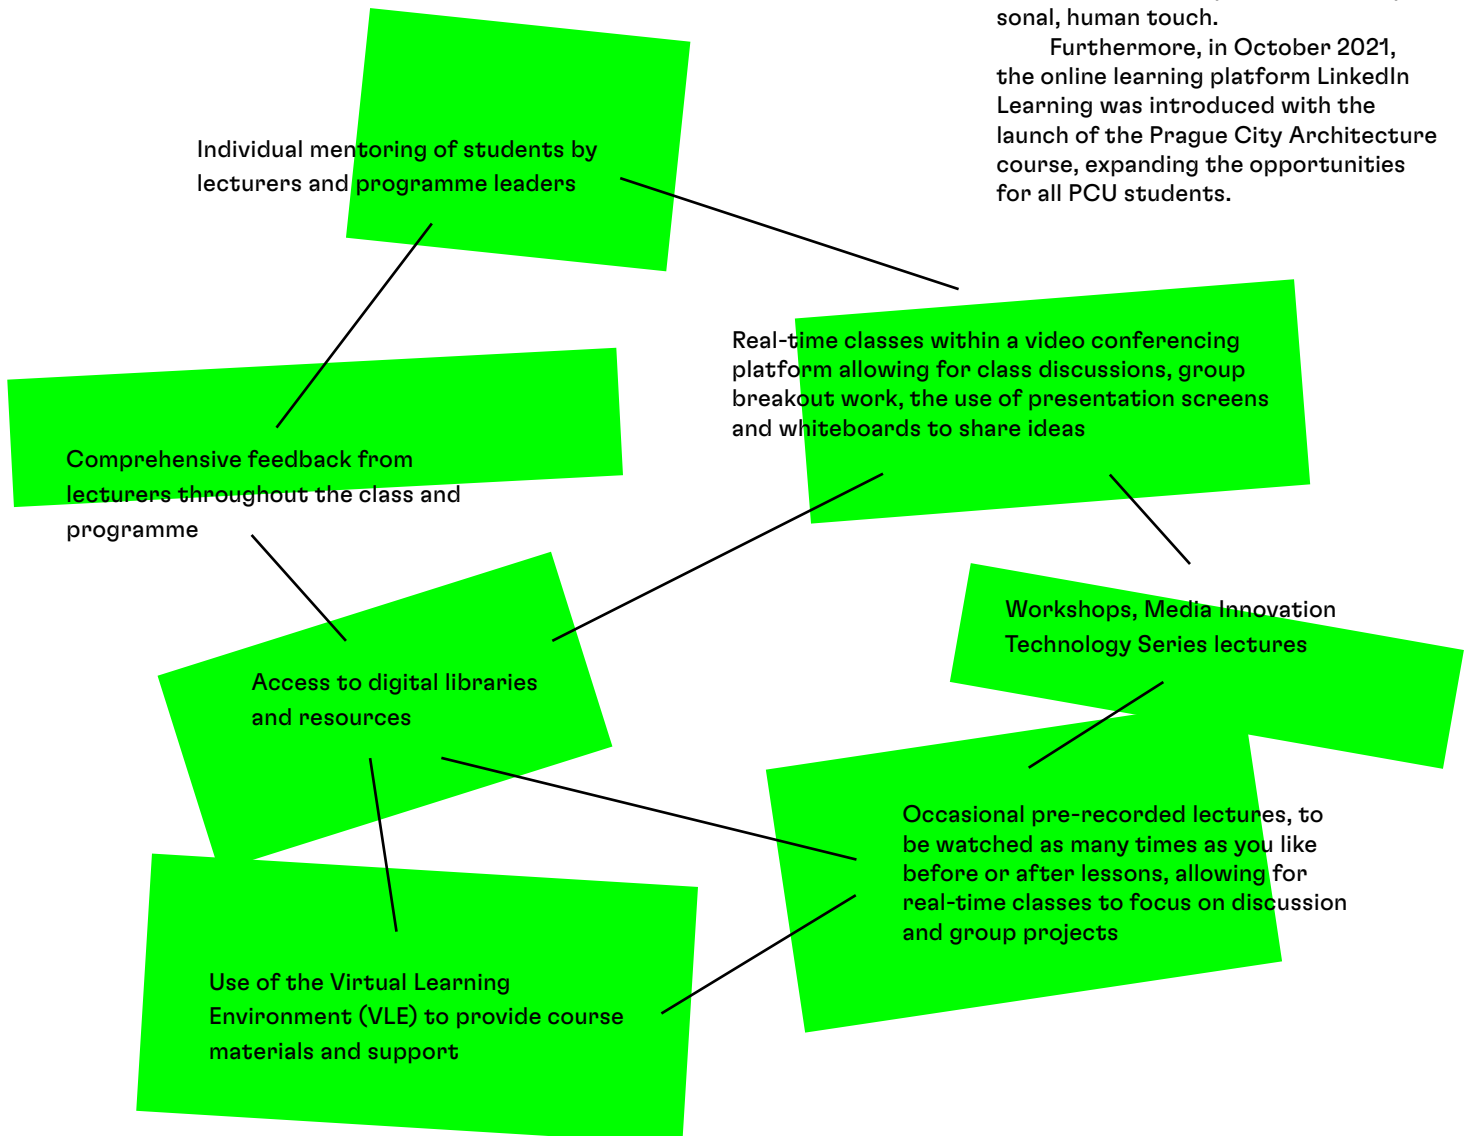 sonal, human touch.
Furthermore, in October 2021,
the online learning platform LinkedIn
Learning was introduced with the
launch of the Prague City Architecture
course, expanding the opportunities
for all PCU students.
Individual mentoring of students by
lecturers and programme leaders
Real-time classes within a video conferencing
platform allowing for class discussions, group
breakout work, the use of presentation screens
and whiteboards to share ideas
Comprehensive feedback from
lecturers throughout the class and
programme
Workshops, Media Innovation
Technology Series lectures
Access to digital libraries
and resources
Occasional pre-recorded lectures, to
be watched as many times as you like
before or after lessons, allowing for
real-time classes to focus on discussion
and group projects
Use of the Virtual Learning
Environment (VLE) to provide course
materials and support